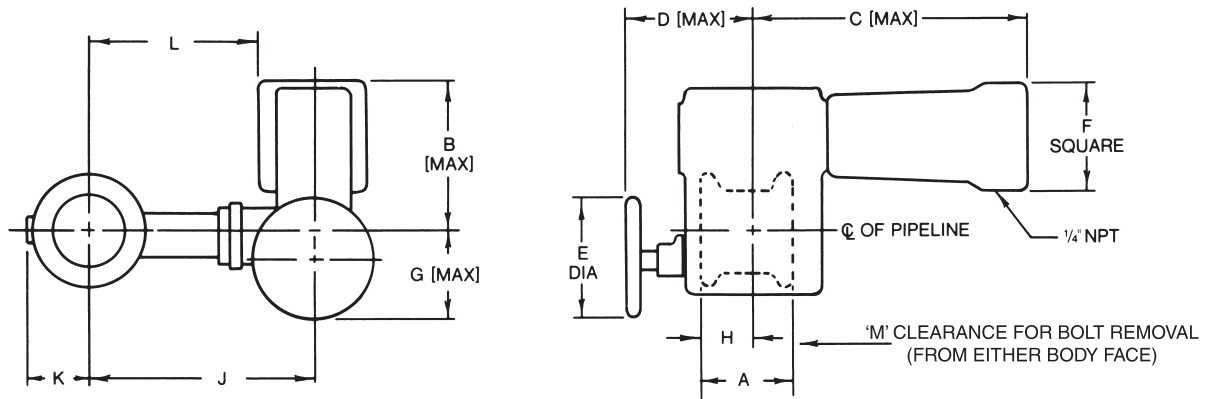 L
B
[MAX]
G [MAX]
K
J
D [MAX]
C [MAX]
F
SQUARE
℄ OF PIPELINE
¼" NPT
E
DIA
H
A
‘M’ CLEARANCE FOR BOLT REMOVAL
(FROM EITHER BODY FACE)